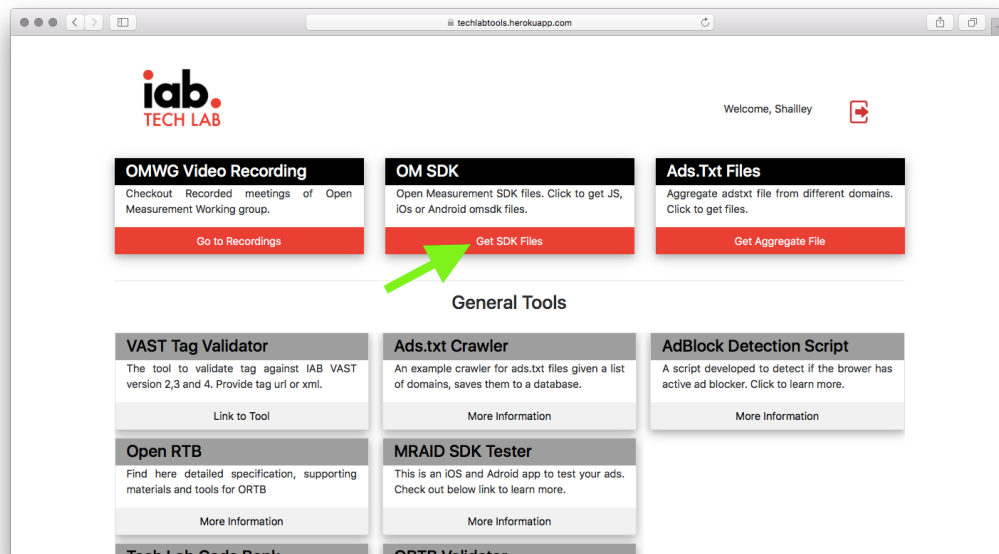 techlabtools.herokuapp.com
iab.
TECH LAB
Welcome, Shailley
OMWG Video Recording
Checkout Recorded meetings of Open
Measurement Working group.
Go to Recordings
OM SDK
Open Measurement SDK files. Click to get JS,
iOs or Android omsdk files.
Get SDK Files
Ads.Txt Files
Aggregate adstxt file from different domains.
Click to get files.
Get Aggregate File
General Tools
VAST Tag Validator
The tool to validate tag against IAB VAST
version 2,3 and 4. Provide tag url or xml.
Link to Tool
Ads.txt Crawler
An example crawler for ads.txt files given a list
of domains, saves them to a database.
More Information
AdBlock Detection Script
A script developed to detect if the brower has
active ad blocker. Click to learn more.
More Information
Open RTB
Find here detailed specification, supporting
materials and tools for ORTB
More Information
MRAID SDK Tester
This is an iOS and Adroid app to test your ads.
Check out below link to learn more.
More Information
Tech Lab Code Bank
ORTB Validator